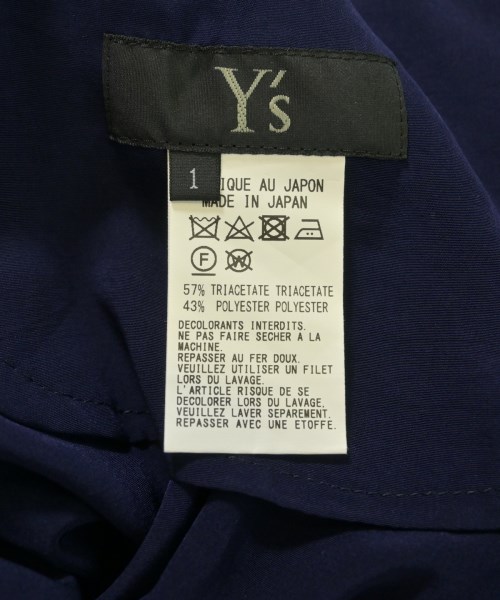 Y's
1
IQUE AU JAPON
MADE IN JAPAN
F W
57% TRIACETATE TRIACETATE
43% POLYESTER POLYESTER
DECOLORANTS INTERDITS.
NE PAS FAIRE SECHER A LA
MACHINE.
REPASSER AU FER DOUX.
VEUILLEZ UTILISER UN FILET
LORS DU LAVAGE.
L'ARTICLE RISQUE DE SE
DECOLORER LORS DU LAVAGE,
VEUILLEZ LAVER SEPAREMENT.
REPASSER AVEC UNE ETOFFE.